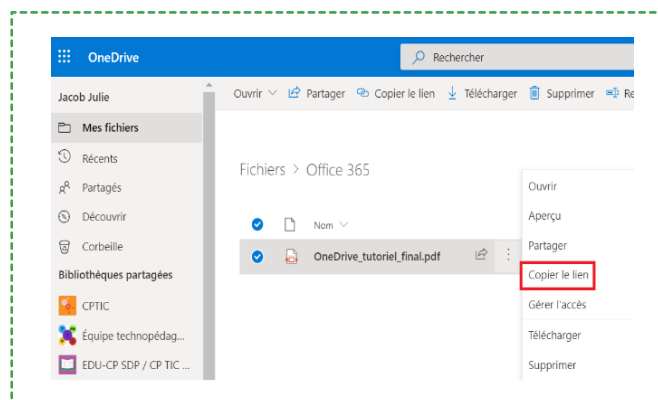 OneDrive
Rechercher
Jacob Julie
Ouvrir Partager Copier le lien Télécharger Supprimer
Mes fichiers
Récents
Fichiers > Office 365
Partagés
Ouvrir
Découvrir
Nom
Aperçu
Corbeille
OneDrive_tutoriel_final.pdf
Partager
Bibliothèques partagées
Copier le lien
CPTIC
Gérer l'accès
Équipe technopédag...
Télécharger
EDU-CP SDP / CP TIC ...
Supprimer